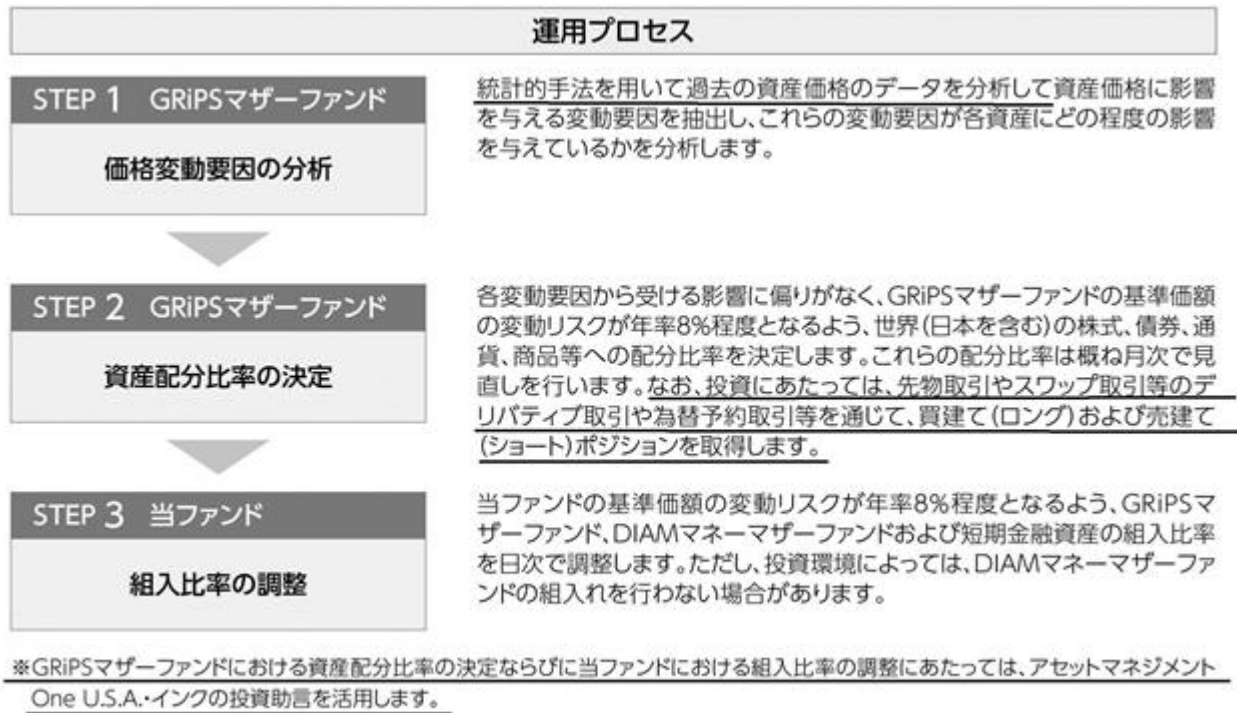 運用プロセス
STEP 1 GRiPSマザーファンド
価格変動要因の分析
統計的手法を用いて過去の資産価格のデータを分析して資産価格に影響
を与える変動要因を抽出し、これらの変動要因が各資産にどの程度の影響
を与えているかを分析します。
STEP 2 GRiPSマザーファンド
資産配分比率の決定
各変動要因から受ける影響に偏りがなく、GRiPSマザーファンドの基準価額
の変動リスクが年率8%程度となるよう、世界(日本を含む)の株式、債券、通
貨、商品等への配分比率を決定します。これらの配分比率は概ね月次で見
直しを行います。なお、投資にあたっては、先物取引やスワップ取引等のデ
リバティブ取引や為替予約取引等を通じて、買建て(ロング)および売建て
(ショート)ポジションを取得します。
STEP 3 当ファンド
組入比率の調整
当ファンドの基準価額の変動リスクが年率8%程度となるよう、GRiPSマ
ザーファンド、DIAMマネーマザーファンドおよび短期金融資産の組入比率
を日次で調整します。ただし、投資環境によっては、DIAMマネーマザーファ
ンドの組入れを行わない場合があります。
※GRiPSマザーファンドにおける資産配分比率の決定ならびに当ファンドにおける組入比率の調整にあたっては、アセットマネジメント
One U.S.A.・インクの投資助言を活用します。